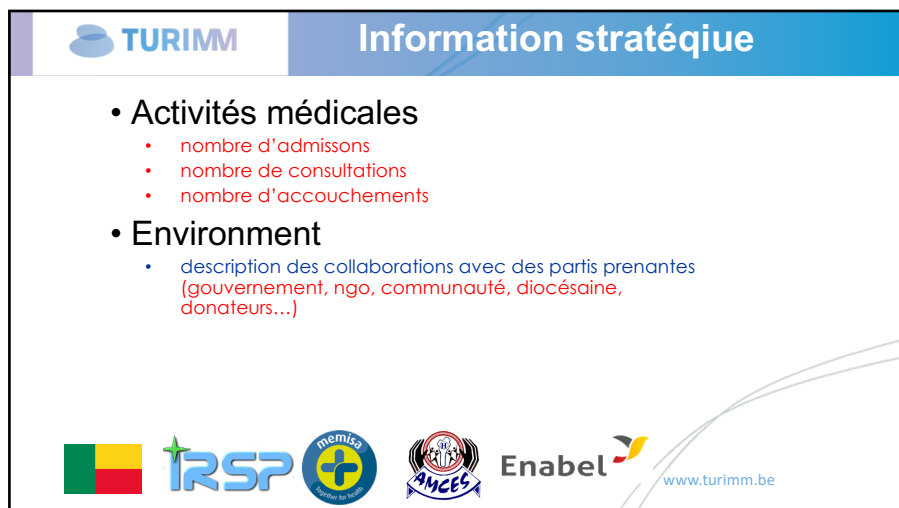 TURIMM
Information stratéqiue
• Activités médicales
• nombre d'admissons
• nombre de consultations
• nombre d'accouchements
• Environment
• description des collaborations avec des partis prenantes
(gouvernement, ngo, communauté, diocésaine,
donateurs…)
IRSP
memisa
Together for health
H
AMCES
Enabel
www.turimm.be